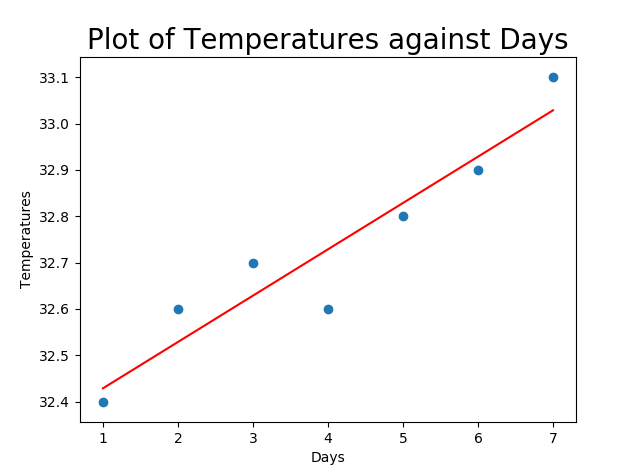 Plot of Temperatures against Days
33.1
33.0
32.9
32.8
32.7
32.6
32.5
32.4
Temperatures
1 2 3 4 5 6 7
Days